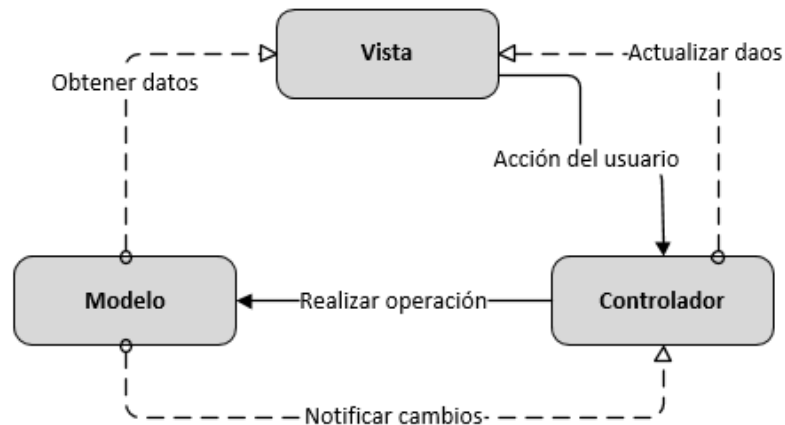 Vista
Actualizar daos
Obtener datos
Acción del usuario
Modelo
Realizar operación
Controlador
Notificar cambios